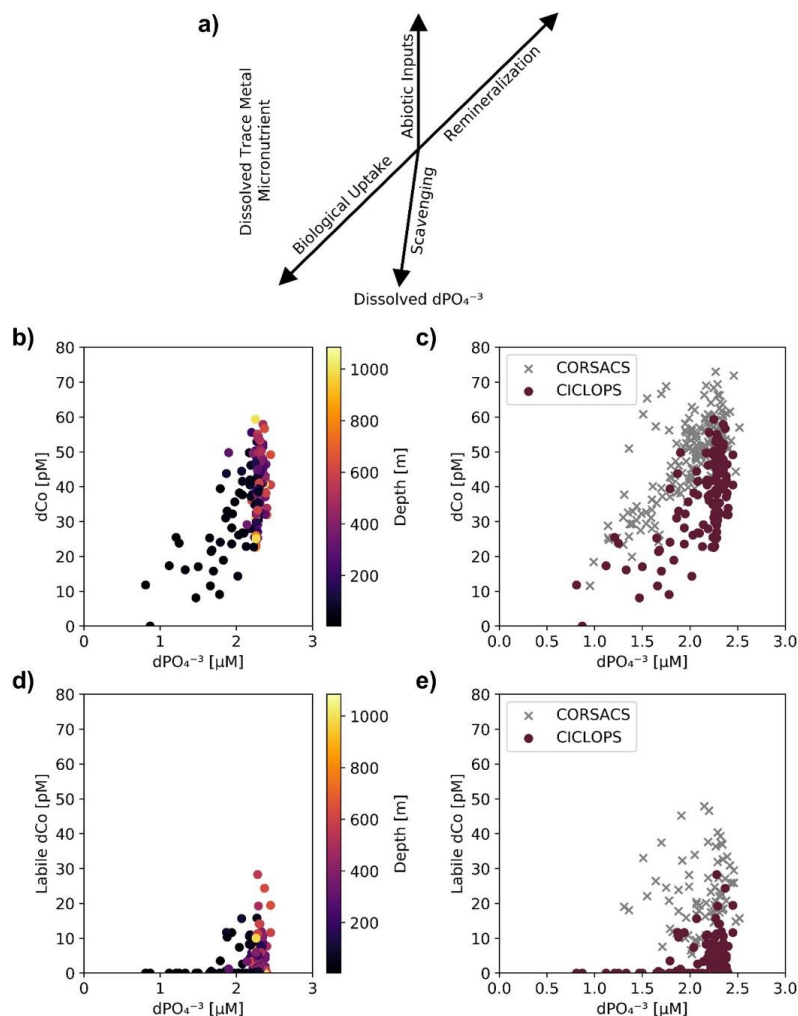 a)
Dissolved Trace Metal
Micronutrient
Abiotic Inputs
Remineralization
Biological Uptake
Scavenging
Dissolved dPO₄⁻³
b)
80
70
60
50
40
30
20
10
0
dCo [pM]
0
1
2
3
dPO₄⁻³ [µM]
1000
800
600
400
200
Depth [m]
c)
CORSACS
CICLOPS
80
70
60
50
40
30
20
10
0
dCo [pM]
0.0
0.5
1.0
1.5
2.0
2.5
3.0
dPO₄⁻³ [µM]
d)
80
70
60
50
40
30
20
10
0
Labile dCo [pM]
0
1
2
3
dPO₄⁻³ [µM]
1000
800
600
400
200
Depth [m]
e)
CORSACS
CICLOPS
80
70
60
50
40
30
20
10
0
Labile dCo [pM]
0.0
0.5
1.0
1.5
2.0
2.5
3.0
dPO₄⁻³ [µM]